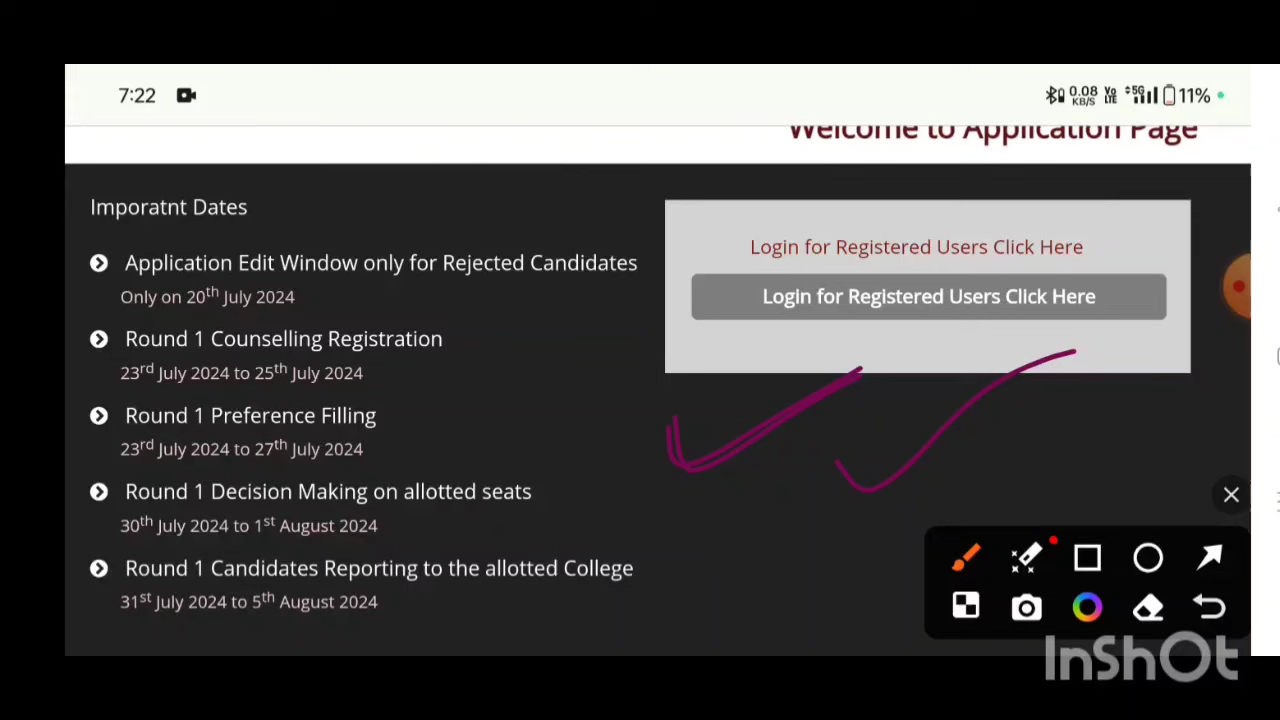 7:22 0.08 KB/S Vo LTE 5G 11%
Welcome to Application Page
Imporatnt Dates
Application Edit Window only for Rejected Candidates
Only on 20th July 2024
Round 1 Counselling Registration
23rd July 2024 to 25th July 2024
Round 1 Preference Filling
23rd July 2024 to 27th July 2024
Round 1 Decision Making on allotted seats
30th July 2024 to 1st August 2024
Round 1 Candidates Reporting to the allotted College
31st July 2024 to 5th August 2024
Login for Registered Users Click Here
Login for Registered Users Click Here
InShOt